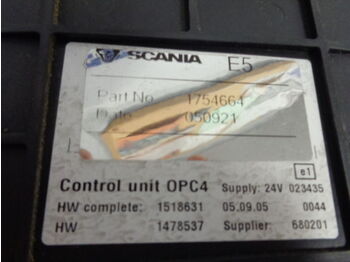 SCANIA E5
Part No. 1754664
Date 050921
e1
Control unit OPC4 Supply: 24V 023435
HW complete: 1518631 05.09.05 0044
HW 1478537 Supplier: 680201